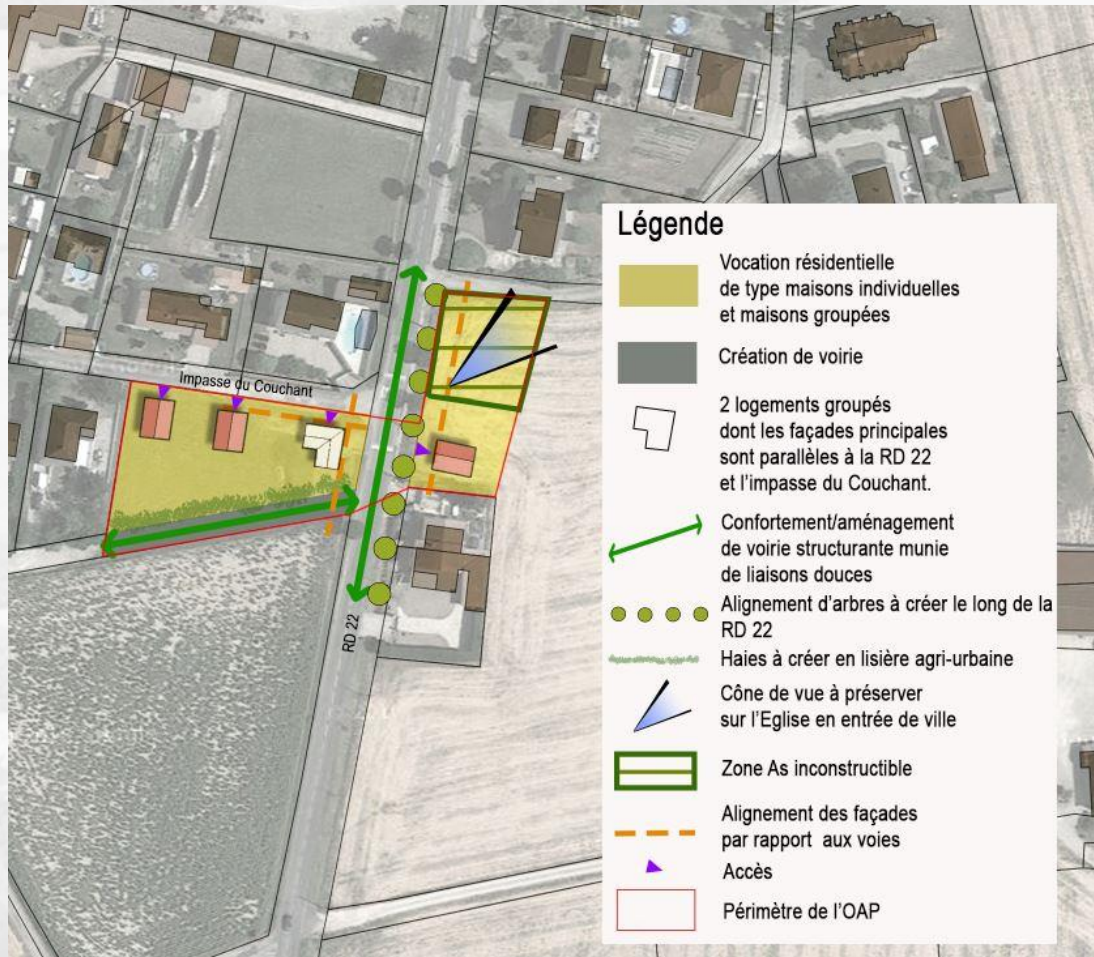 Légende
Vocation résidentielle
de type maisons individuelles
et maisons groupées
Création de voirie
2 logements groupés
dont les façades principales
sont parallèles à la RD 22
et l'impasse du Couchant.
Confortement/aménagement
de voirie structurante munie
de liaisons douces
Alignement d'arbres à créer le long de la
RD 22
Haies à créer en lisière agri-urbaine
Cône de vue à préserver
sur l'Eglise en entrée de ville
Zone As inconstructible
Alignement des façades
par rapport aux voies
Accès
Périmètre de l'OAP
Impasse du Couchant
RD 22